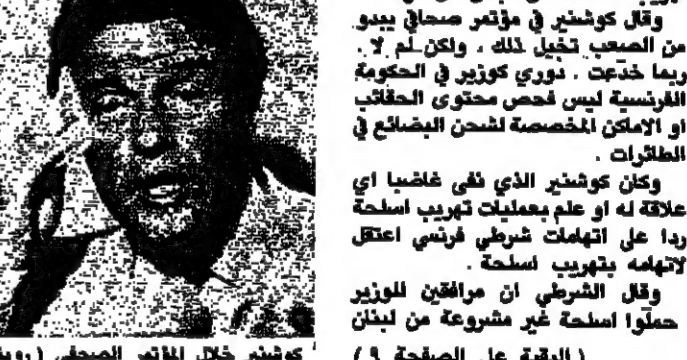 وقال كوشنير في مؤتمر صحافي يبدو
من الصعب تخيل ذلك ، ولكن لم لا .
ربما خدعت . دوري كوزير في الحكومة
الفرنسية ليس فحص محتوى الحقائب
او الاماكن المخصصة لشحن البضائع في
الطائرات .
وكان كوشنير الذي نفى غاضبا اي
علاقة له او علم بعمليات تهريب اسلحة
ردا على اتهامات شرطي فرنسي اعتقل
لاتهامه بتهريب اسلحة .
وقال الشرطي ان مرافقين للوزير
حملوا اسلحة غير مشروعة من لبنان
( البقية على الصفحة ٩ )
كوشنير خلال المؤتمر الصحفي